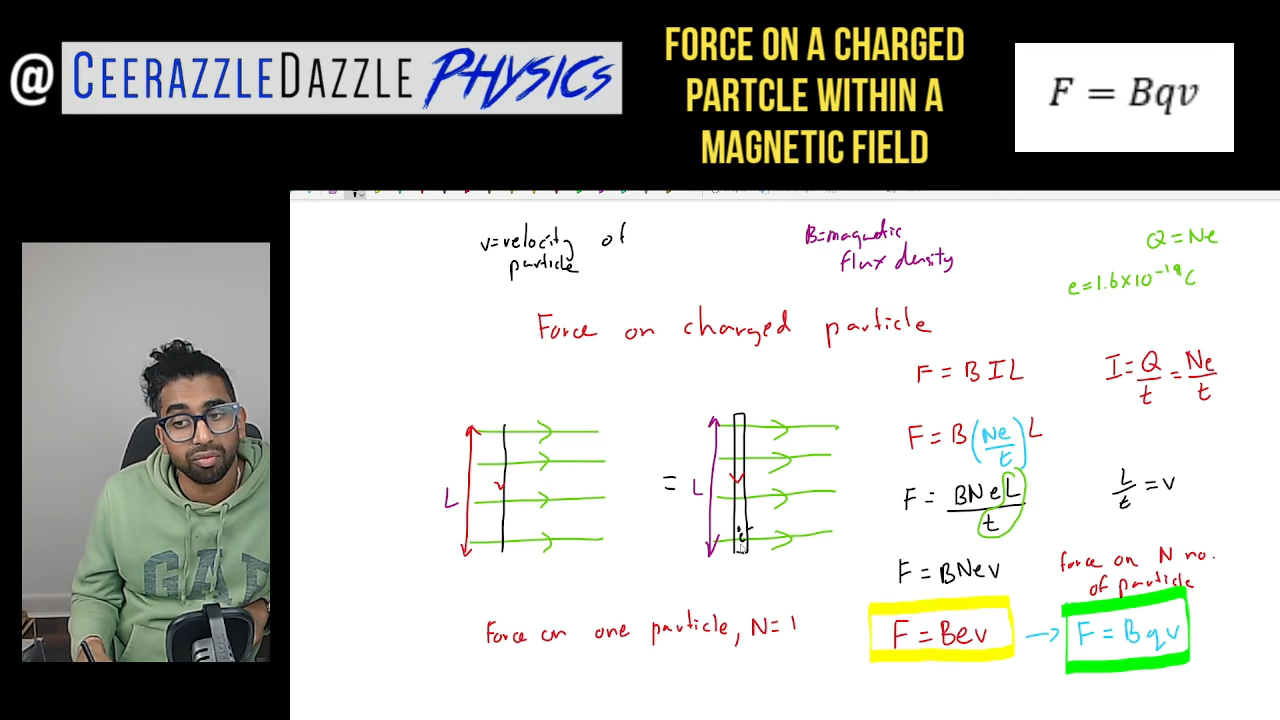 @ CEERAZZLEDAZZLE PHYSICS
FORCE ON A CHARGED
PARTCLE WITHIN A
MAGNETIC FIELD
F = Bqv
v=velocity of
particle
B=magnetic
flux density
Q=Ne
e=1.6×10⁻¹⁹C
Force on charged particle
F = BIL
I=Q/t=Ne/t
F=B(Ne/t)L
L
=
L
F = BNeL/t
L/t=v
F=BNev
force on N no.
of particle
Force on one particle, N=1
F=Bev
→
F=Bqv
GAP